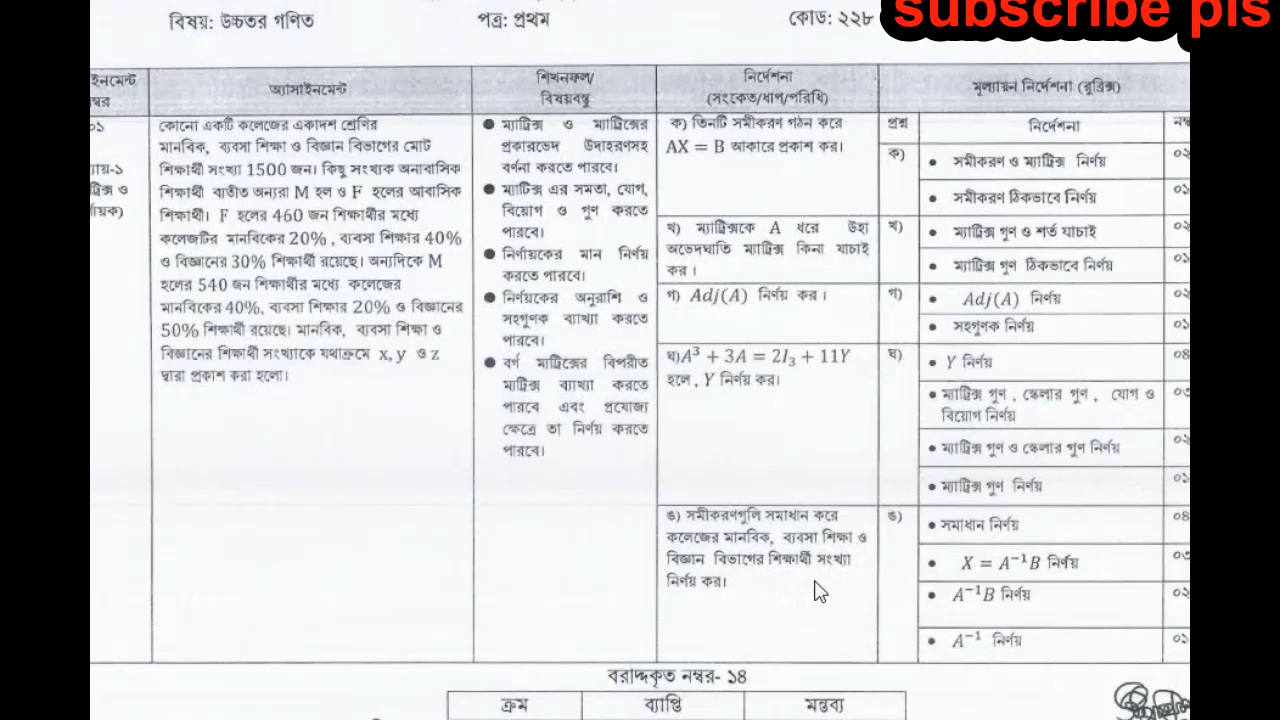 subscribe pls
বিষয়: উচ্চতর গণিত
পত্র: প্রথম
কোড: ২২৮
অ্যাসাইনমেন্ট
শিখনফল/
বিষয়বস্তু
নির্দেশনা
(সংকেত/ধাপ/পরিধি)
মূল্যায়ন নির্দেশনা (রুব্রিক্স)
কোনো একটি কলেজের একাদশ শ্রেণির
মানবিক, ব্যবসা শিক্ষা ও বিজ্ঞান বিভাগের মোট
শিক্ষার্থী সংখ্যা 1500 জন। কিছু সংখ্যক অনাবাসিক
শিক্ষার্থী ব্যতীত অন্যরা M হল ও F হলের আবাসিক
শিক্ষার্থী। F হলের 460 জন শিক্ষার্থীর মধ্যে
কলেজটির মানবিকের 20% , ব্যবসা শিক্ষার 40%
ও বিজ্ঞানের 30% শিক্ষার্থী রয়েছে। অন্যদিকে M
হলের 540 জন শিক্ষার্থীর মধ্যে কলেজের
মানবিকের 40%, ব্যবসা শিক্ষার 20% ও বিজ্ঞানের
50% শিক্ষার্থী রয়েছে। মানবিক, ব্যবসা শিক্ষা ও
বিজ্ঞানের শিক্ষার্থী সংখ্যাকে যথাক্রমে x, y ও z
দ্বারা প্রকাশ করা হলো।
● ম্যাট্রিক্স ও ম্যাট্রিক্সের
প্রকারভেদ উদাহরণসহ
বর্ণনা করতে পারবে।
● ম্যাটিক্স এর সমতা, যোগ,
বিয়োগ ও গুণ করতে
পারবে।
● নির্ণায়কের মান নির্ণয়
করতে পারবে।
● নির্ণায়কের অনুরাশি ও
সহগুণক ব্যাখ্যা করতে
পারবে।
● বর্গ ম্যাট্রিক্সের বিপরীত
ম্যট্রিক্স ব্যাখ্যা করতে
পারবে এবং প্রযোজ্য
ক্ষেত্রে তা নির্ণয় করতে
পারবে।
ক) তিনটি সমীকরণ গঠন করে
AX = B আকারে প্রকাশ কর।
খ) ম্যাট্রিক্সকে A ধরে উহা
অভেদঘাতি ম্যাট্রিক্স কিনা যাচাই
কর।
গ) Adj(A) নির্ণয় কর।
ঘ)A³ + 3A = 2I₃ + 11Y
হলে, Y নির্ণয় কর।
ঙ) সমীকরণগুলি সমাধান করে
কলেজের মানবিক, ব্যবসা শিক্ষা ও
বিজ্ঞান বিভাগের শিক্ষার্থী সংখ্যা
নির্ণয় কর।
প্রশ্ন
নির্দেশনা
ক)
● সমীকরণ ও ম্যাট্রিক্স নির্ণয়
● সমীকরণ ঠিকভাবে নির্ণয়
খ)
● ম্যাট্রিক্স গুণ ও শর্ত যাচাই
● ম্যাট্রিক্স গুণ ঠিকভাবে নির্ণয়
গ)
● Adj(A) নির্ণয়
● সহগুণক নির্ণয়
ঘ)
● Y নির্ণয়
● ম্যাট্রিক্স গুণ , স্কেলার গুণ , যোগ ও
বিয়োগ নির্ণয়
● ম্যাট্রিক্স গুণ ও স্কেলার গুণ নির্ণয়
● ম্যাট্রিক্স গুণ নির্ণয়
ঙ)
● সমাধান নির্ণয়
● X = A⁻¹B নির্ণয়
● A⁻¹B নির্ণয়
● A⁻¹ নির্ণয়
বরাদ্দকৃত নম্বর- ১৪
ক্রম
ব্যাপ্তি
মন্তব্য